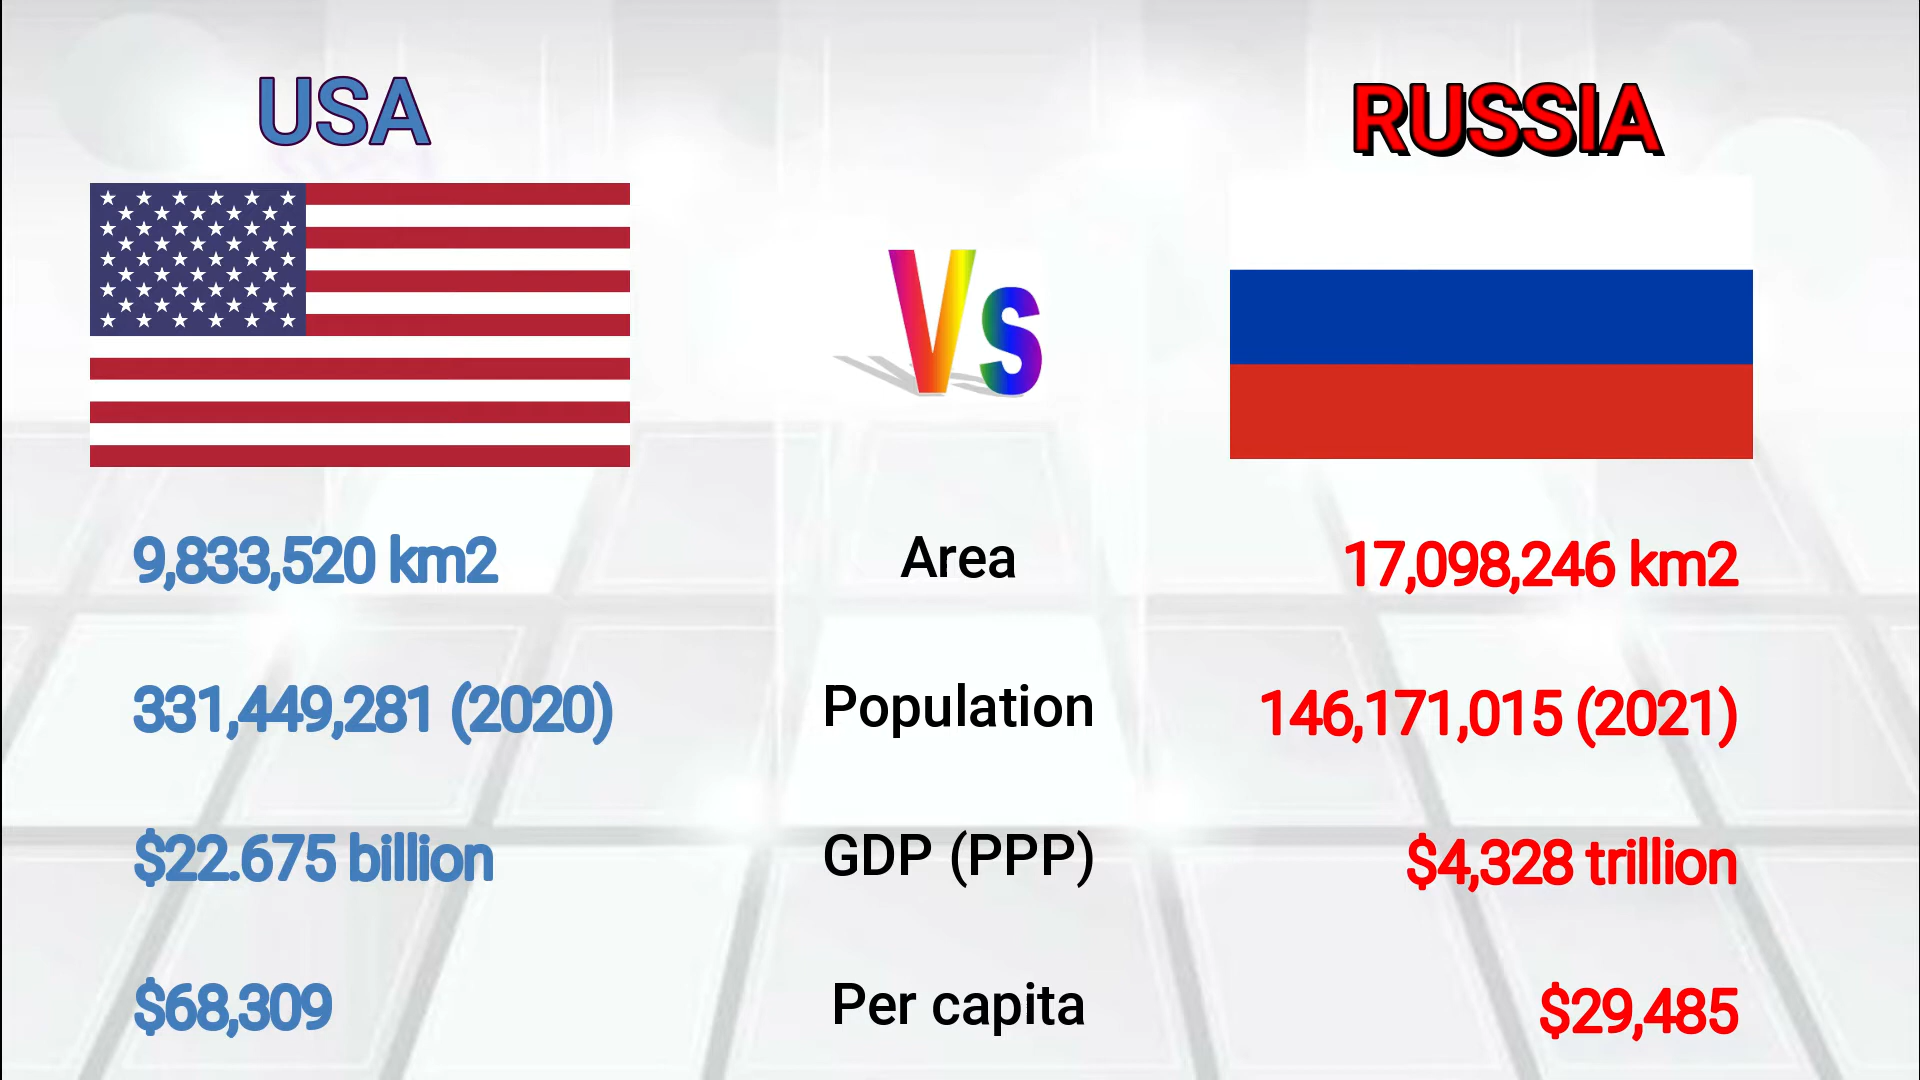 USA
RUSSIA
Vs
9,833,520 km2
Area
17,098,246 km2
331,449,281 (2020)
Population
146,171,015 (2021)
$22.675 billion
GDP (PPP)
$4,328 trillion
$68,309
Per capita
$29,485